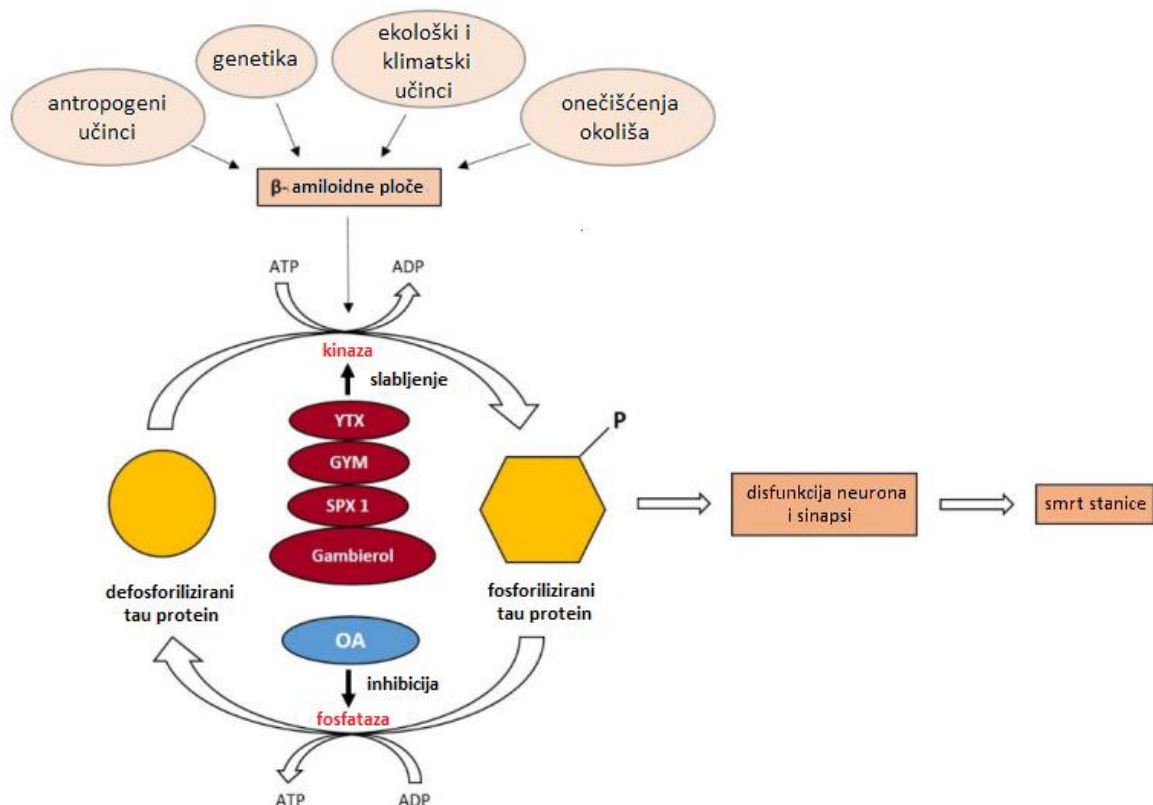 antropogeni
učinci
genetika
ekološki i
klimatski
učinci
onečišćenja
okoliša
β- amiloidne ploče
ATP
ADP
kinaza
slabljenje
YTX
GYM
SPX 1
Gambierol
P
defosforilizirani
tau protein
fosforilizirani
tau protein
disfunkcija neurona
i sinapsi
smrt stanice
OA
inhibicija
fosfataza
ATP
ADP